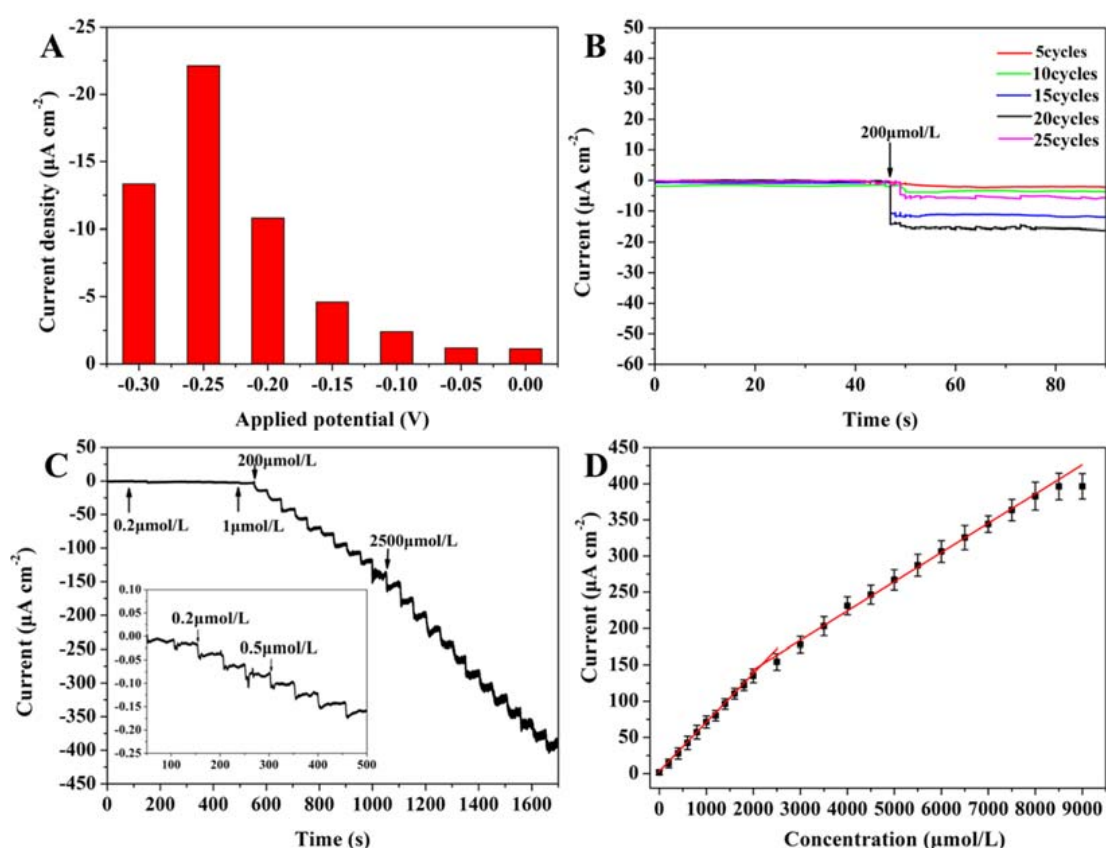 A
-25
-20
-15
-10
-5
0
-0.30 -0.25 -0.20 -0.15 -0.10 -0.05 0.00
Applied potential (V)
Current density (µA cm-2)
B
50
40
30
20
10
0
-10
-20
-30
-40
-50
-60
0 20 40 60 80
Time (s)
Current (µA cm-2)
200µmol/L
5cycles
10cycles
15cycles
20cycles
25cycles
C
50
0
-50
-100
-150
-200
-250
-300
-350
-400
-450
0 200 400 600 800 1000 1200 1400 1600
Time (s)
Current (µA cm-2)
200µmol/L
0.2µmol/L
1µmol/L
2500µmol/L
0.10
0.05
0.00
-0.05
-0.10
-0.15
-0.20
-0.25
100 200 300 400 500
0.2µmol/L
0.5µmol/L
D
450
400
350
300
250
200
150
100
50
0
0 1000 2000 3000 4000 5000 6000 7000 8000 9000
Concentration (µmol/L)
Current (µA cm-2)